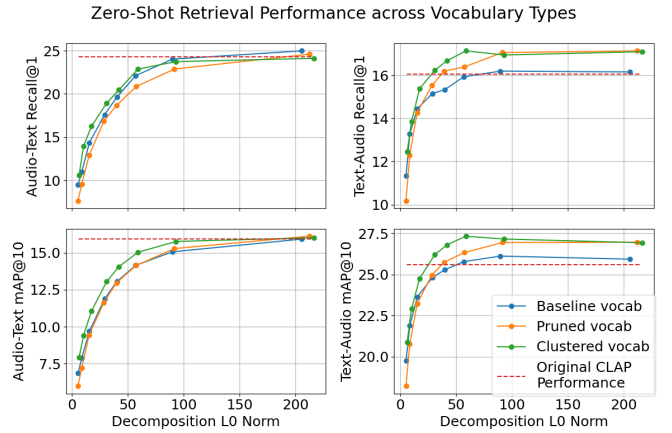 Zero-Shot Retrieval Performance across Vocabulary Types
Audio-Text Recall@1
25
20
15
10
Text-Audio Recall@1
16
14
12
10
Audio-Text mAP@10
15.0
12.5
10.0
7.5
0
50
100
150
200
Decomposition L0 Norm
Text-Audio mAP@10
27.5
25.0
22.5
20.0
0
50
100
150
200
Decomposition L0 Norm
Baseline vocab
Pruned vocab
Clustered vocab
Original CLAP
Performance